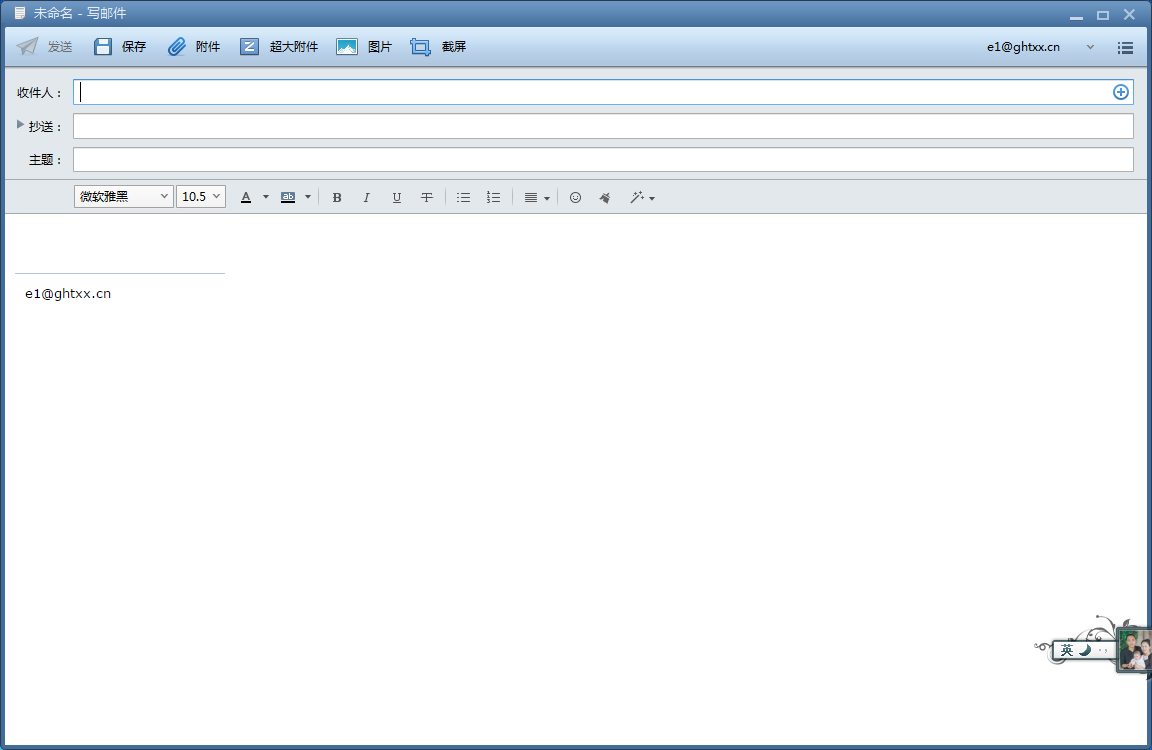 未命名 - 写邮件
发送 保存 附件 超大附件 图片 截屏 e1@ghtxx.cn
收件人：
抄送：
主题：
微软雅黑 10.5 A ab B I U T
e1@ghtxx.cn
英